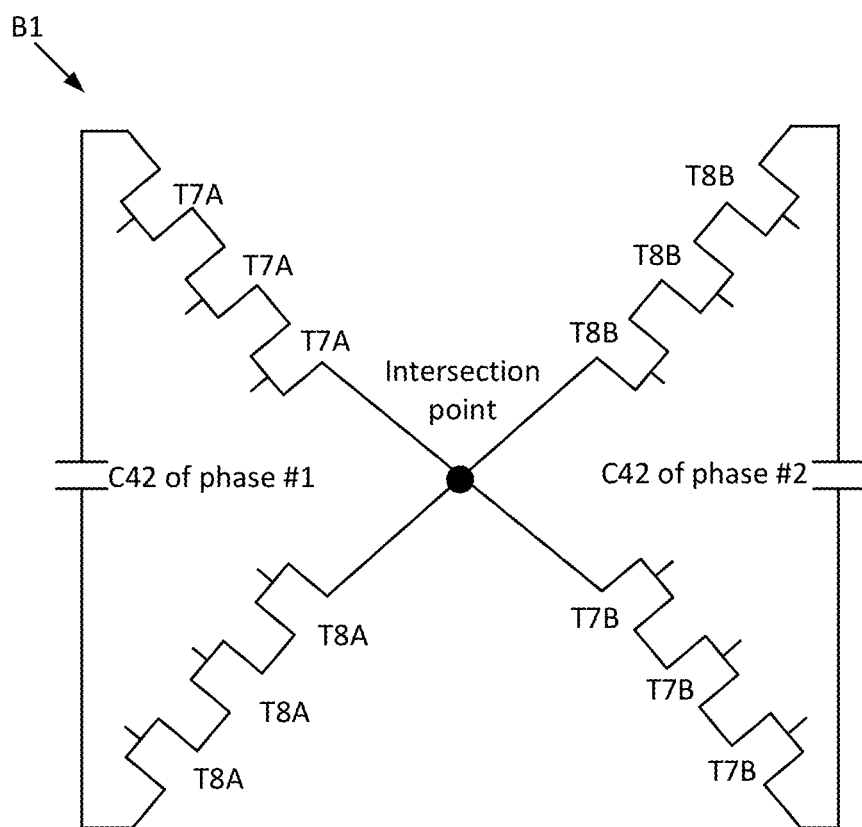 B1
T7A
T8B
T7A
T8B
T7A
T8B
Intersection
point
C42 of phase #1
C42 of phase #2
T8A
T7B
T8A
T7B
T8A
T7B